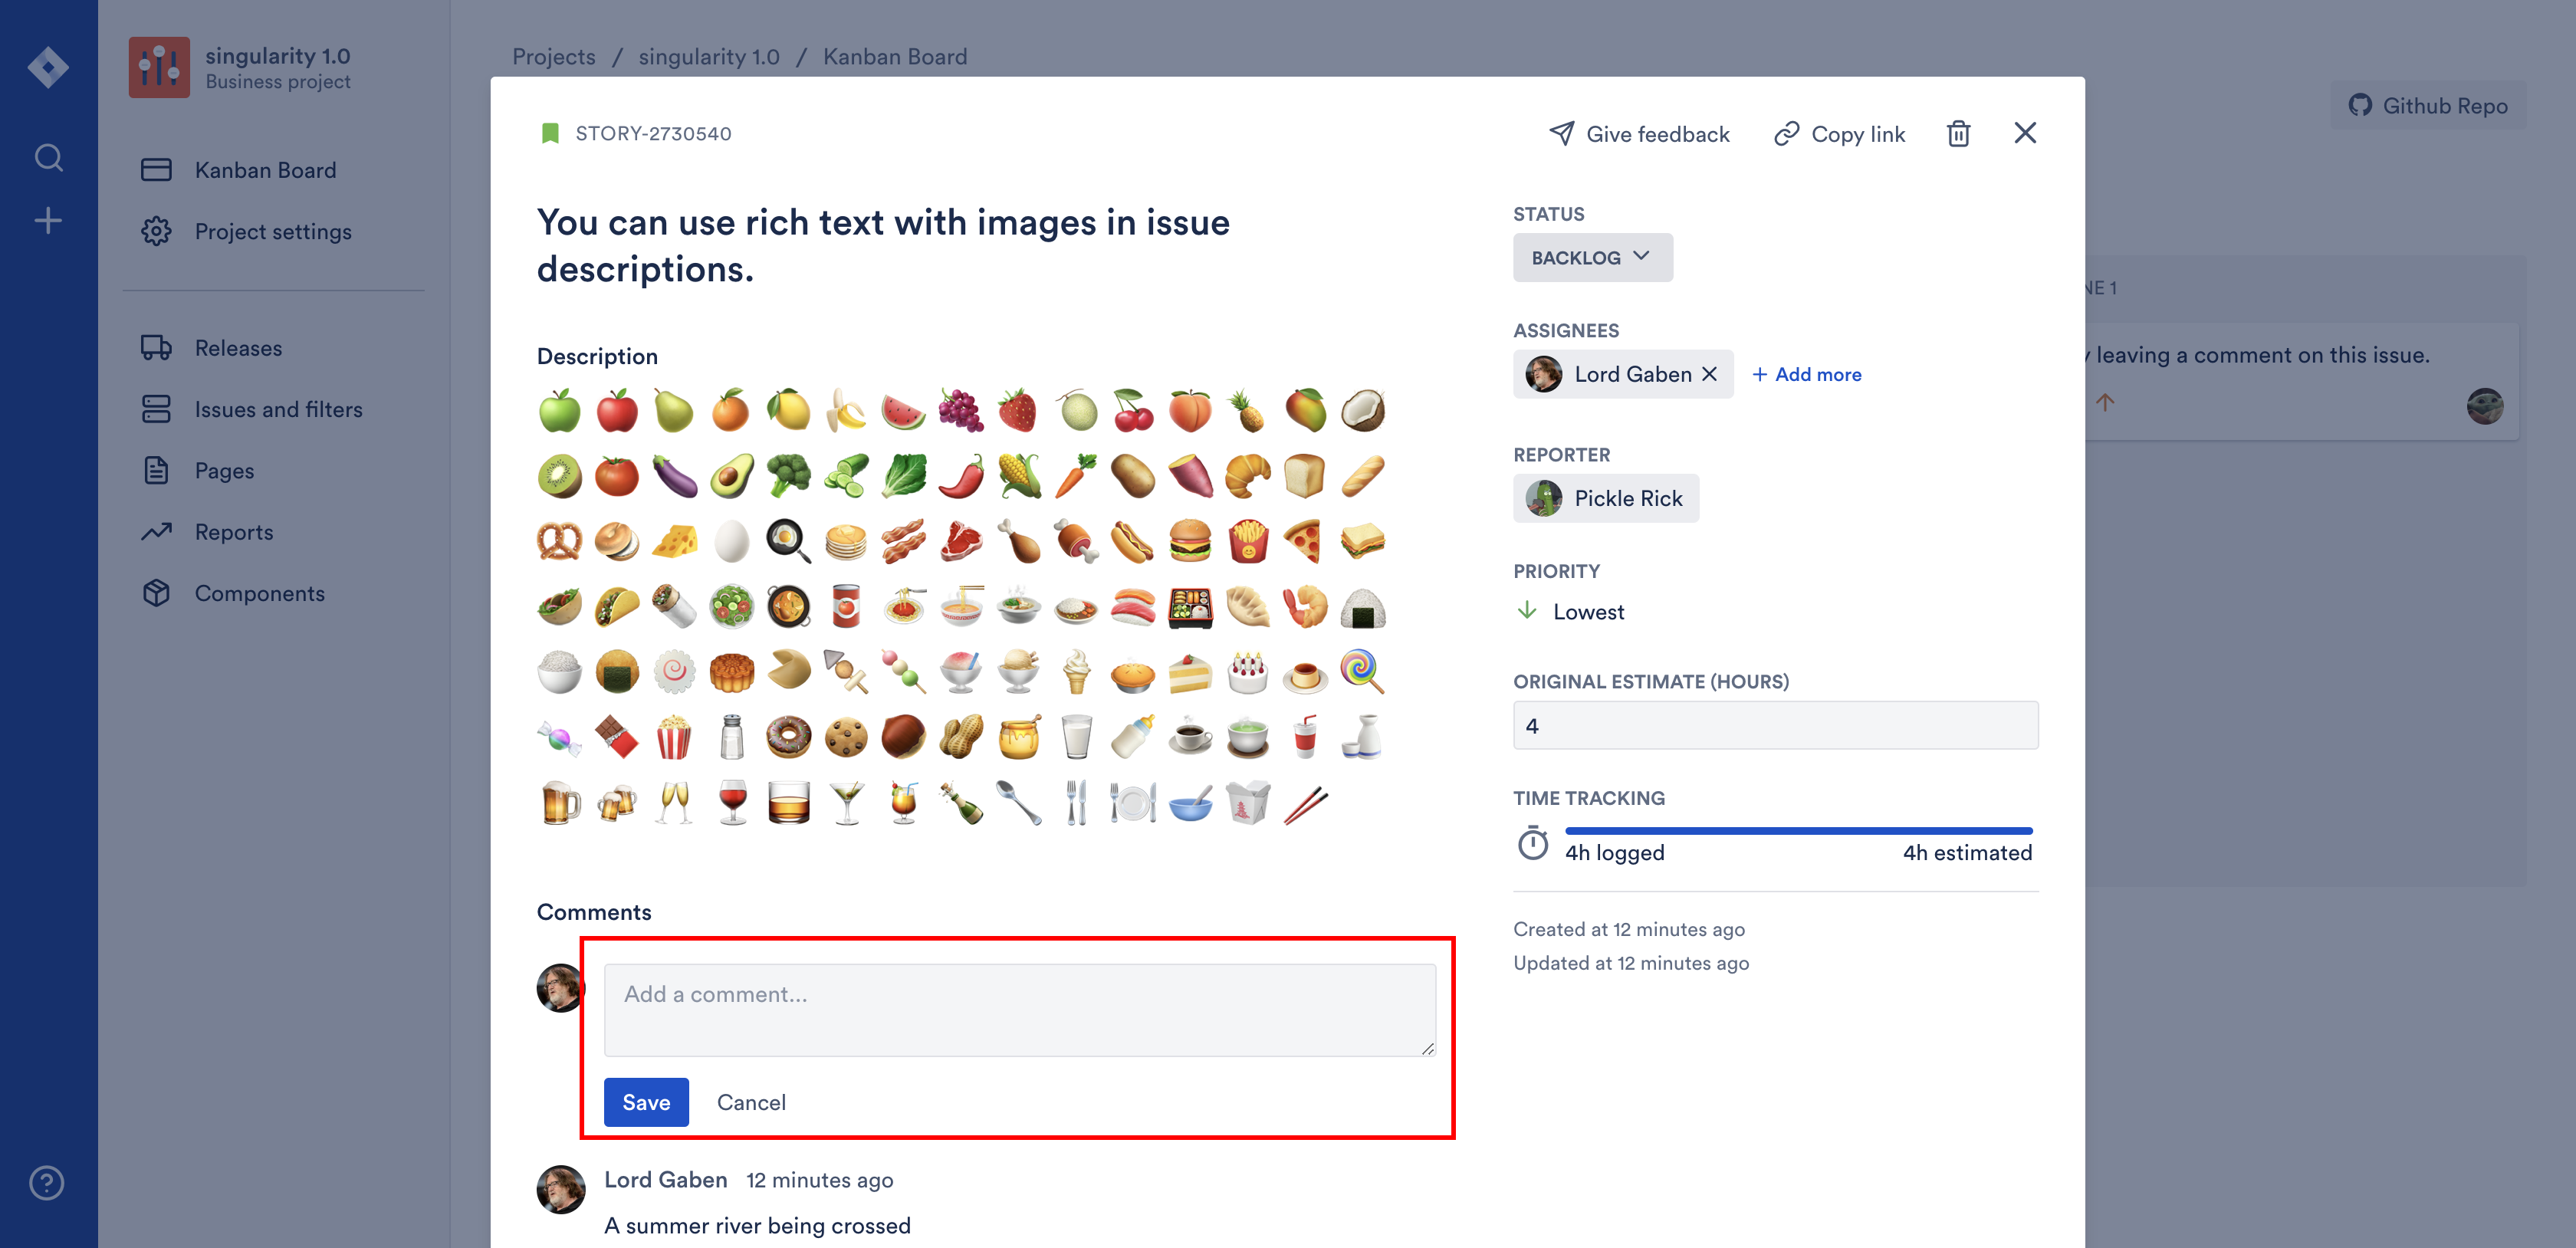 singularity 1.0
Business project
Kanban Board
Project settings
Releases
Issues and filters
Pages
Reports
Components
Projects / singularity 1.0 / Kanban Board
Github Repo
NE 1
leaving a comment on this issue.
STORY-2730540
Give feedback
Copy link
You can use rich text with images in issue
descriptions.
Description
Comments
Add a comment...
Save
Cancel
Lord Gaben 12 minutes ago
A summer river being crossed
STATUS
BACKLOG
ASSIGNEES
Lord Gaben
+ Add more
REPORTER
Pickle Rick
PRIORITY
Lowest
ORIGINAL ESTIMATE (HOURS)
4
TIME TRACKING
4h logged
4h estimated
Created at 12 minutes ago
Updated at 12 minutes ago